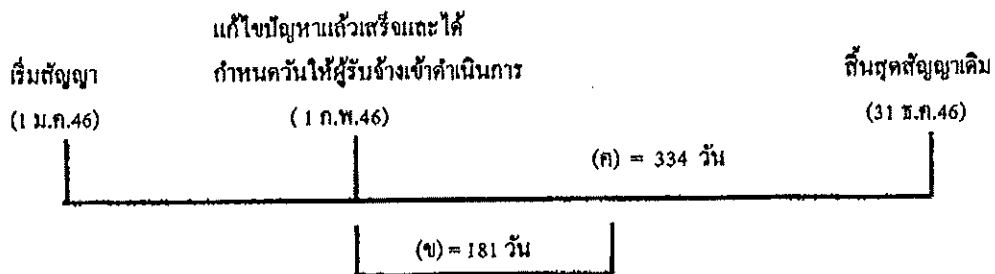 แก้ไขปัญหาแล้วเสร็จและได้
เริ่มสัญญา
กำหนดวันให้ผู้รับจ้างเข้าดำเนินการ
สิ้นสุดสัญญาเดิม
(1 ม.ค.46)
( 1 ก.พ.46)
(31 ธ.ค.46)
(ค) = 334 วัน
(ข) = 181 วัน